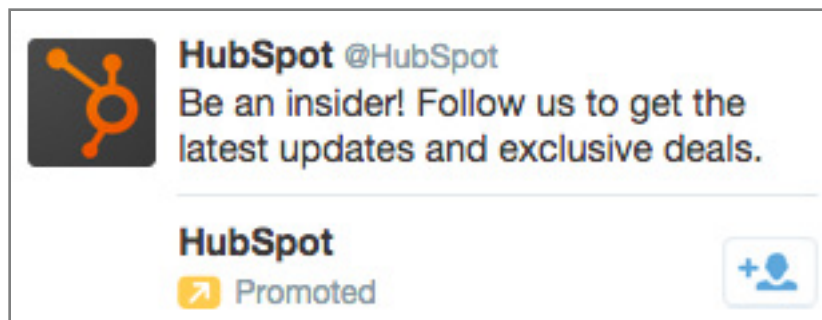 HubSpot @HubSpot
Be an insider! Follow us to get the
latest updates and exclusive deals.
HubSpot
Promoted